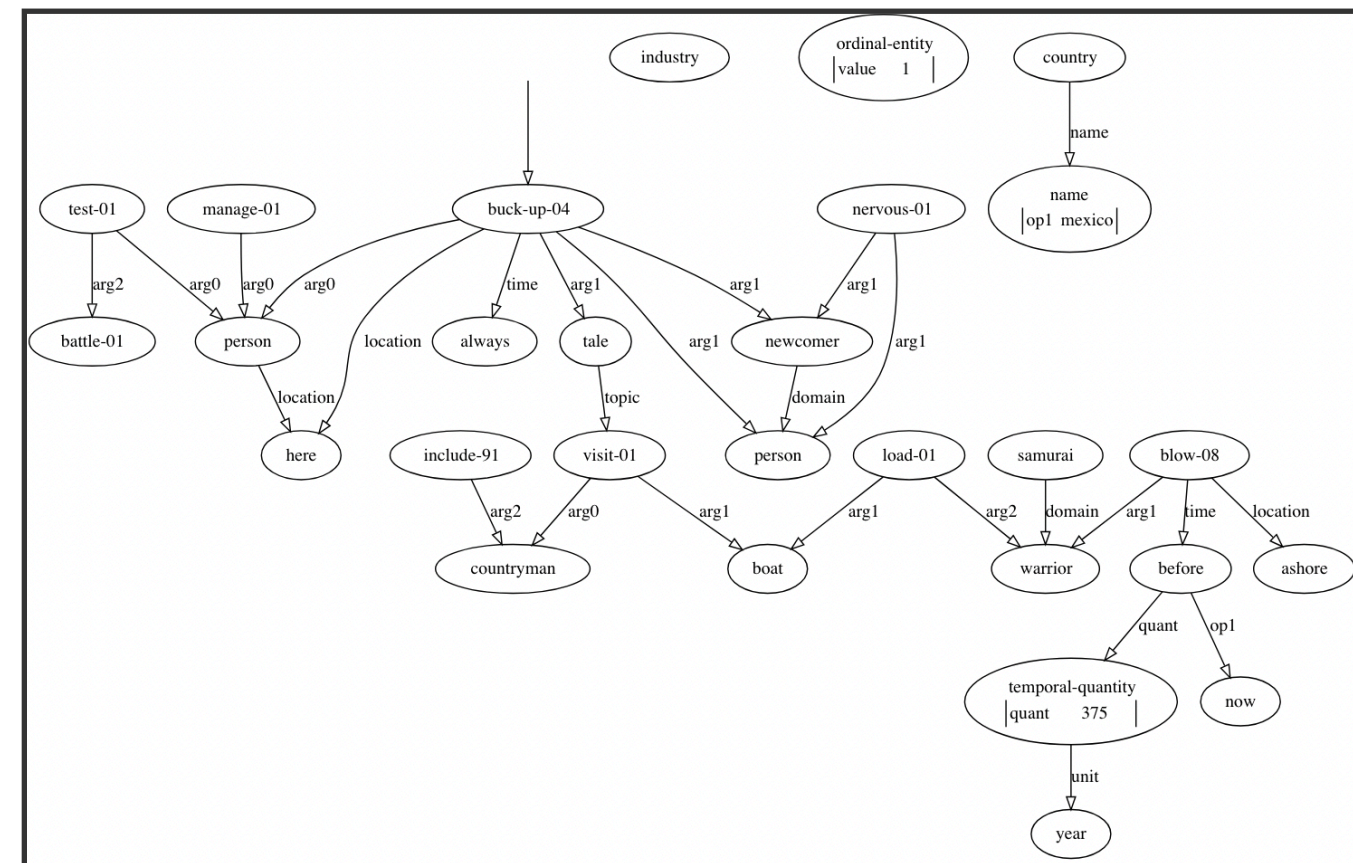 industry
ordinal-entity
value 1
country
name
test-01
manage-01
buck-up-04
nervous-01
name
op1 mexico
arg2
arg0
arg0
arg0
time
arg1
arg1
arg1
battle-01
person
location
always
tale
arg1
newcomer
arg1
location
topic
domain
here
include-91
visit-01
person
load-01
samurai
blow-08
arg2
arg0
arg1
arg1
arg2
domain
arg1
time
location
countryman
boat
warrior
before
ashore
quant
op1
temporal-quantity
quant 375
now
unit
year